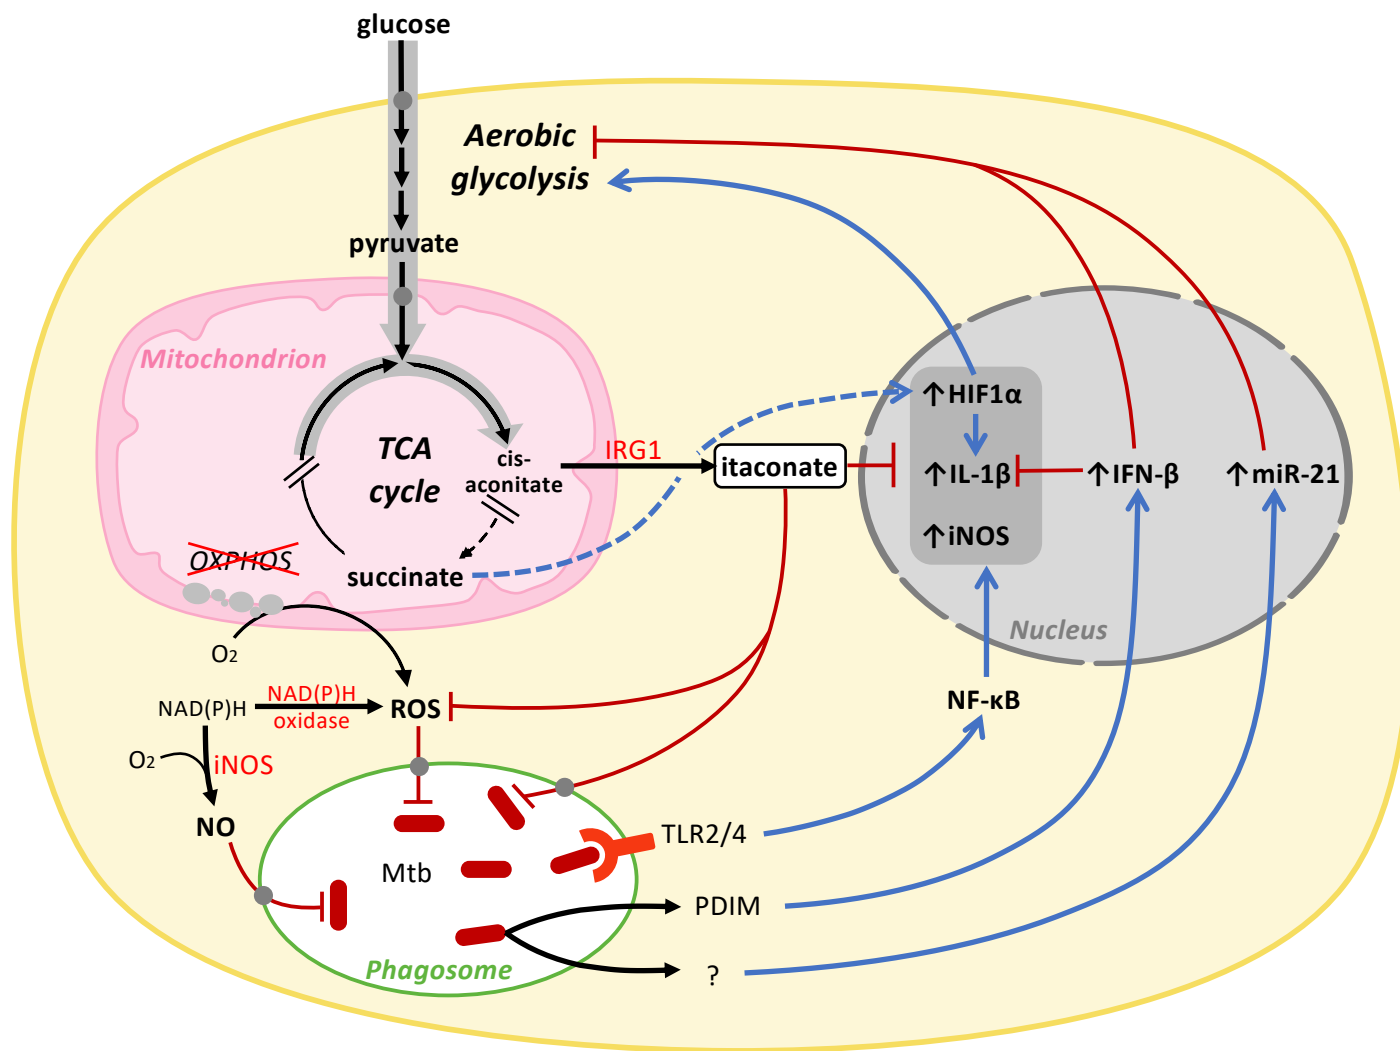 glucose
Aerobic
glycolysis
pyruvate
Mitochondrion
TCA
cycle
cis-
aconitate
IRG1
itaconate
succinate
OXPHOS
O2
↑HIF1α
↑IL-1β
↑iNOS
↑IFN-β
↑miR-21
Nucleus
NF-κB
NAD(P)H
NAD(P)H
oxidase
ROS
O2
iNOS
NO
Mtb
TLR2/4
PDIM
?
Phagosome